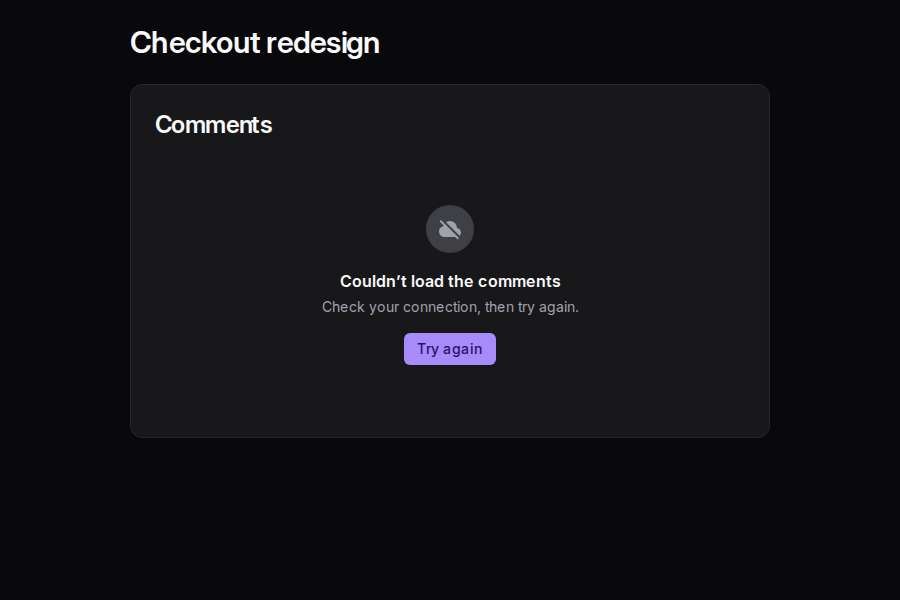 Checkout redesign
Comments
Couldn’t load the comments
Check your connection, then try again.
Try again